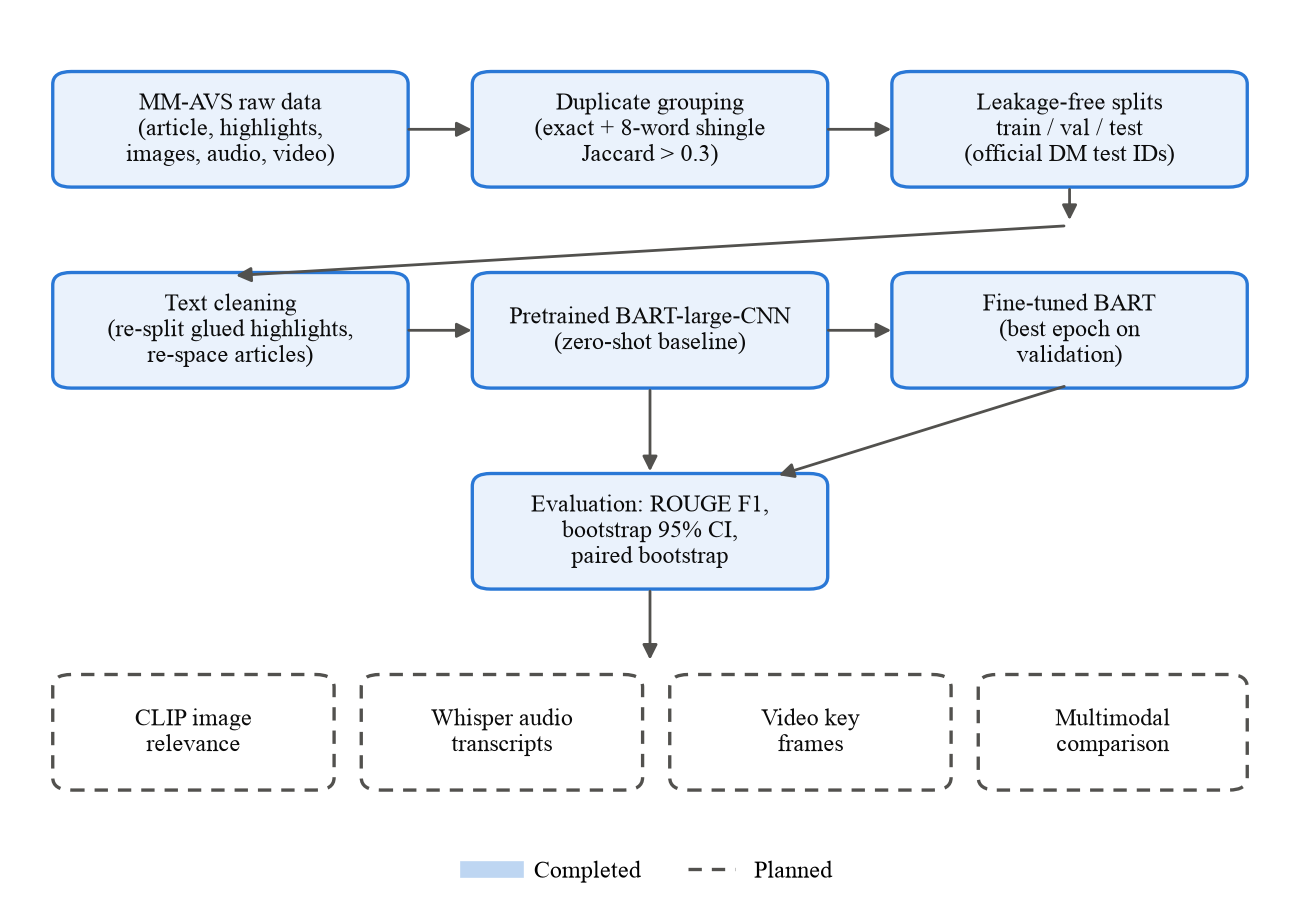 MM-AVS raw data
(article, highlights,
images, audio, video)
Duplicate grouping
(exact + 8-word shingle
Jaccard > 0.3)
Leakage-free splits
train / val / test
(official DM test IDs)
Text cleaning
(re-split glued highlights,
re-space articles)
Pretrained BART-large-CNN
(zero-shot baseline)
Fine-tuned BART
(best epoch on
validation)
Evaluation: ROUGE F1,
bootstrap 95% CI,
paired bootstrap
CLIP image
relevance
Whisper audio
transcripts
Video key
frames
Multimodal
comparison
Completed
Planned